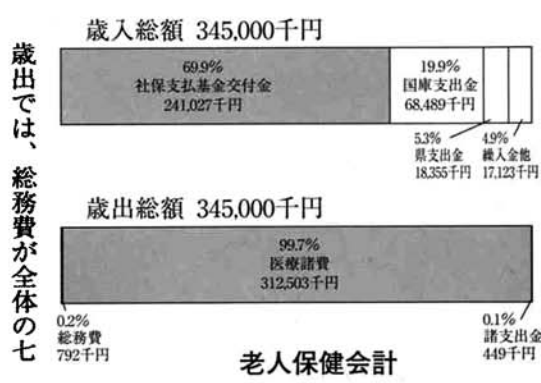 歳出では、総務費が全体の七
歳入総額 345,000千円
69.9%
社保支払基金交付金
241,027千円
19.9%
国庫支出金
68,489千円
5.3%
県支出金
18,355千円
4.9%
繰入金他
17,123千円
歳出総額 345,000千円
99.7%
医療諸費
312,503千円
0.2%
総務費
792千円
0.1%
諸支出金
449千円
老人保健会計